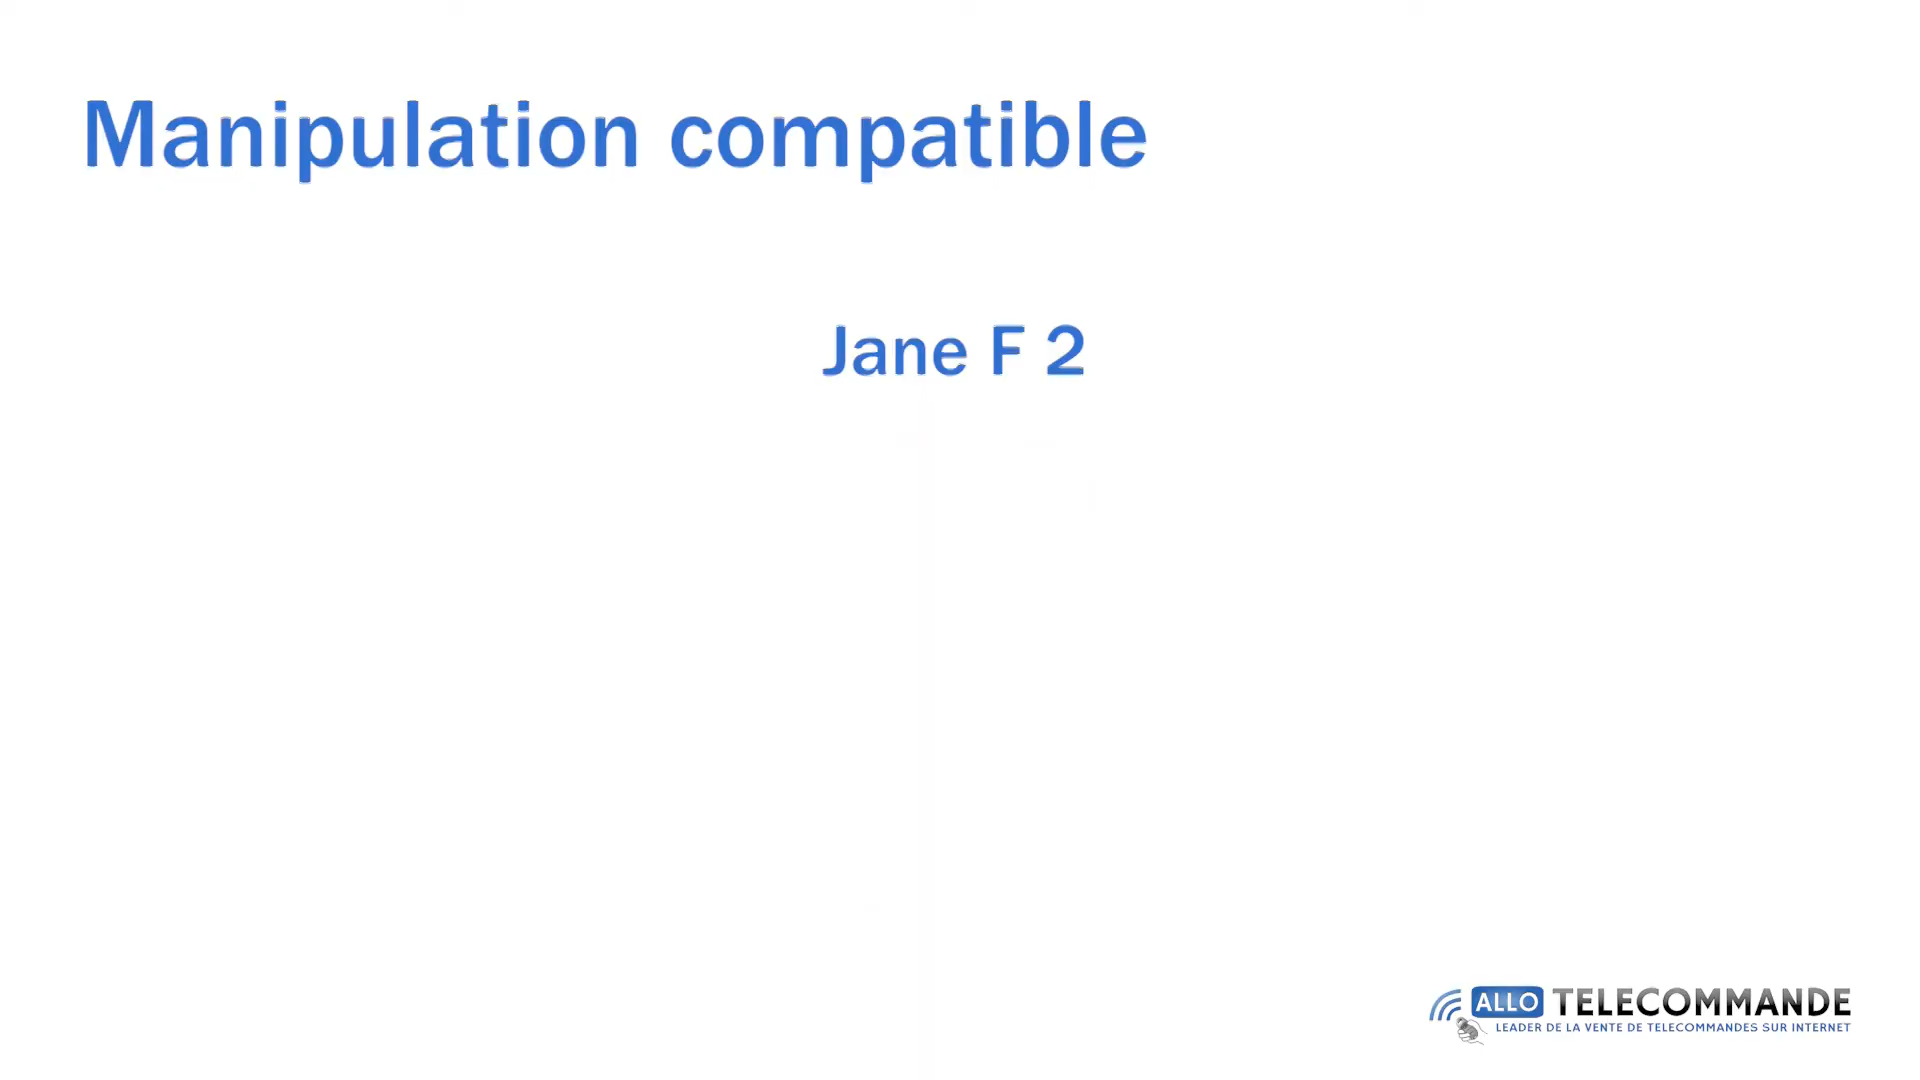 Manipulation compatible
Jane F 2
ALLO TELECOMMANDE
LEADER DE LA VENTE DE TELECOMMANDES SUR INTERNET